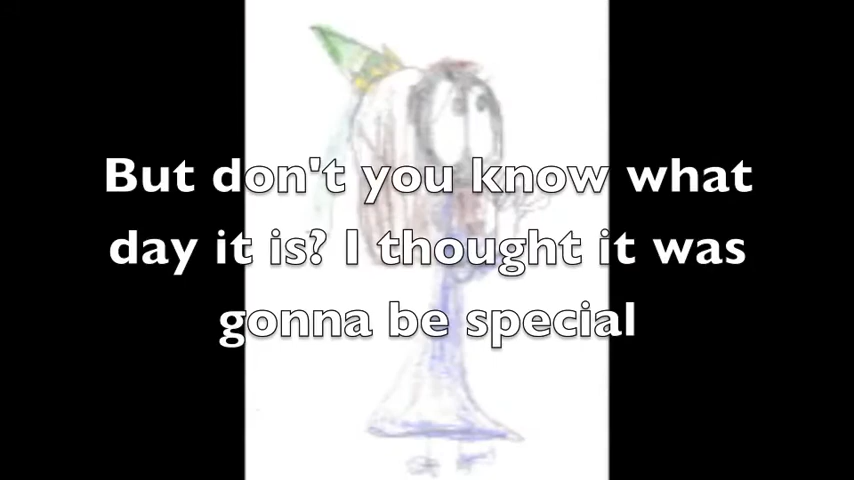 But don't you know what
day it is? I thought it was
gonna be special